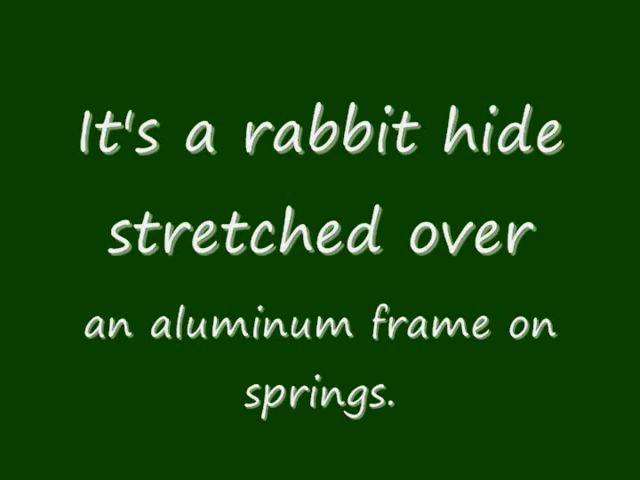 It's a rabbit hide
stretched over
an aluminum frame on
springs.